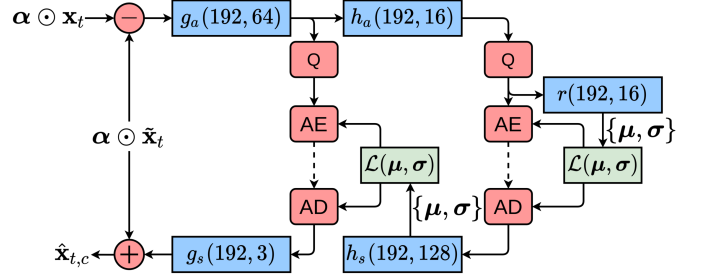 α ⊙ x_t
−
g_a(192, 64)
h_a(192, 16)
Q
Q
r(192, 16)
AE
AE
{μ, σ}
α ⊙ x̃_t
ℒ(μ, σ)
ℒ(μ, σ)
AD
{μ, σ}
AD
x̂_{t,c}
+
g_s(192, 3)
h_s(192, 128)